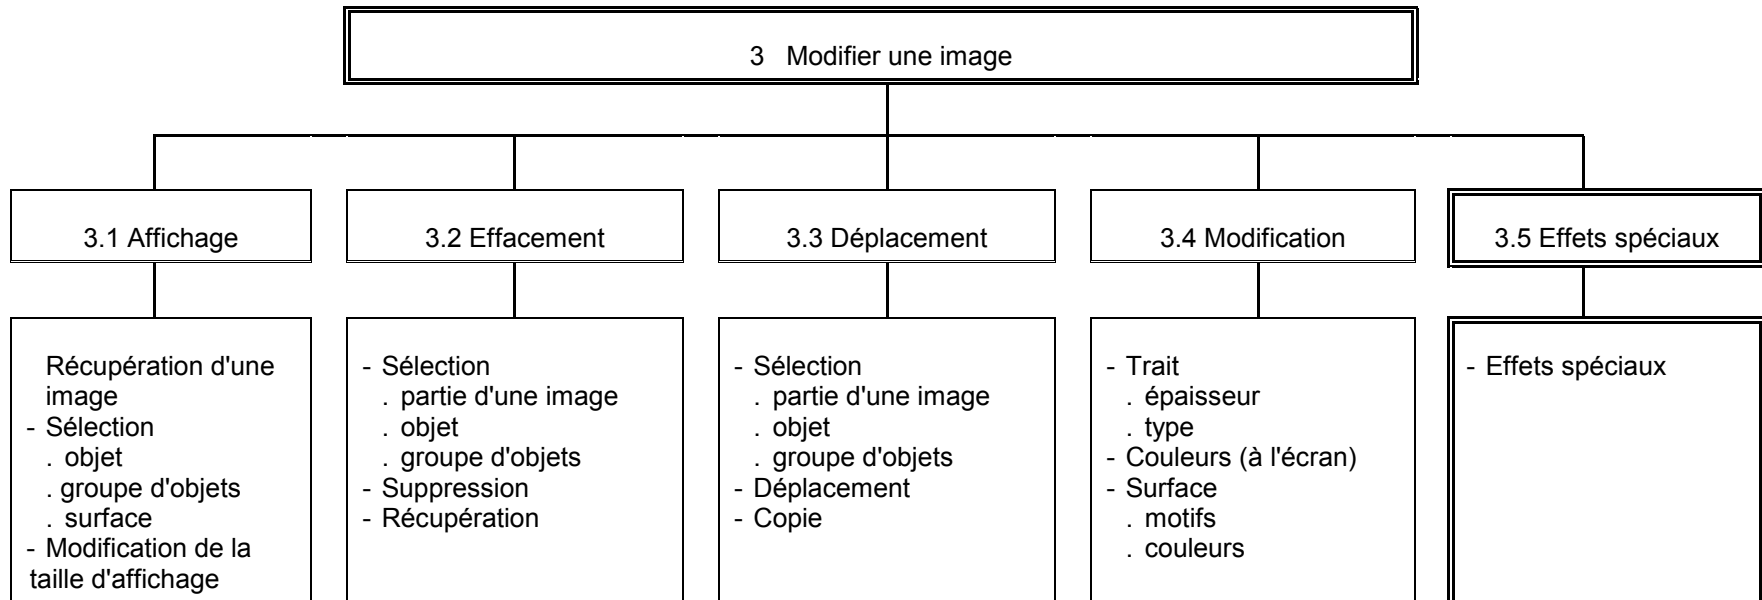 3 Modifier une image
3.1 Affichage
3.2 Effacement
3.3 Déplacement
3.4 Modification
3.5 Effets spéciaux
Récupération d'une
image
- Sélection
. objet
. groupe d'objets
. surface
- Modification de la
taille d'affichage
- Sélection
. partie d'une image
. objet
. groupe d'objets
- Suppression
- Récupération
- Sélection
. partie d'une image
. objet
. groupe d'objets
- Déplacement
- Copie
- Trait
. épaisseur
. type
- Couleurs (à l'écran)
- Surface
. motifs
. couleurs
- Effets spéciaux